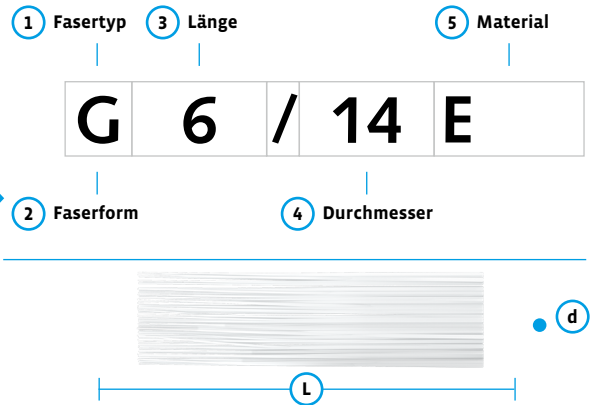 1 Fasertyp 3 Länge 5 Material
G 6 / 14 E
2 Faserform 4 Durchmesser
d
L